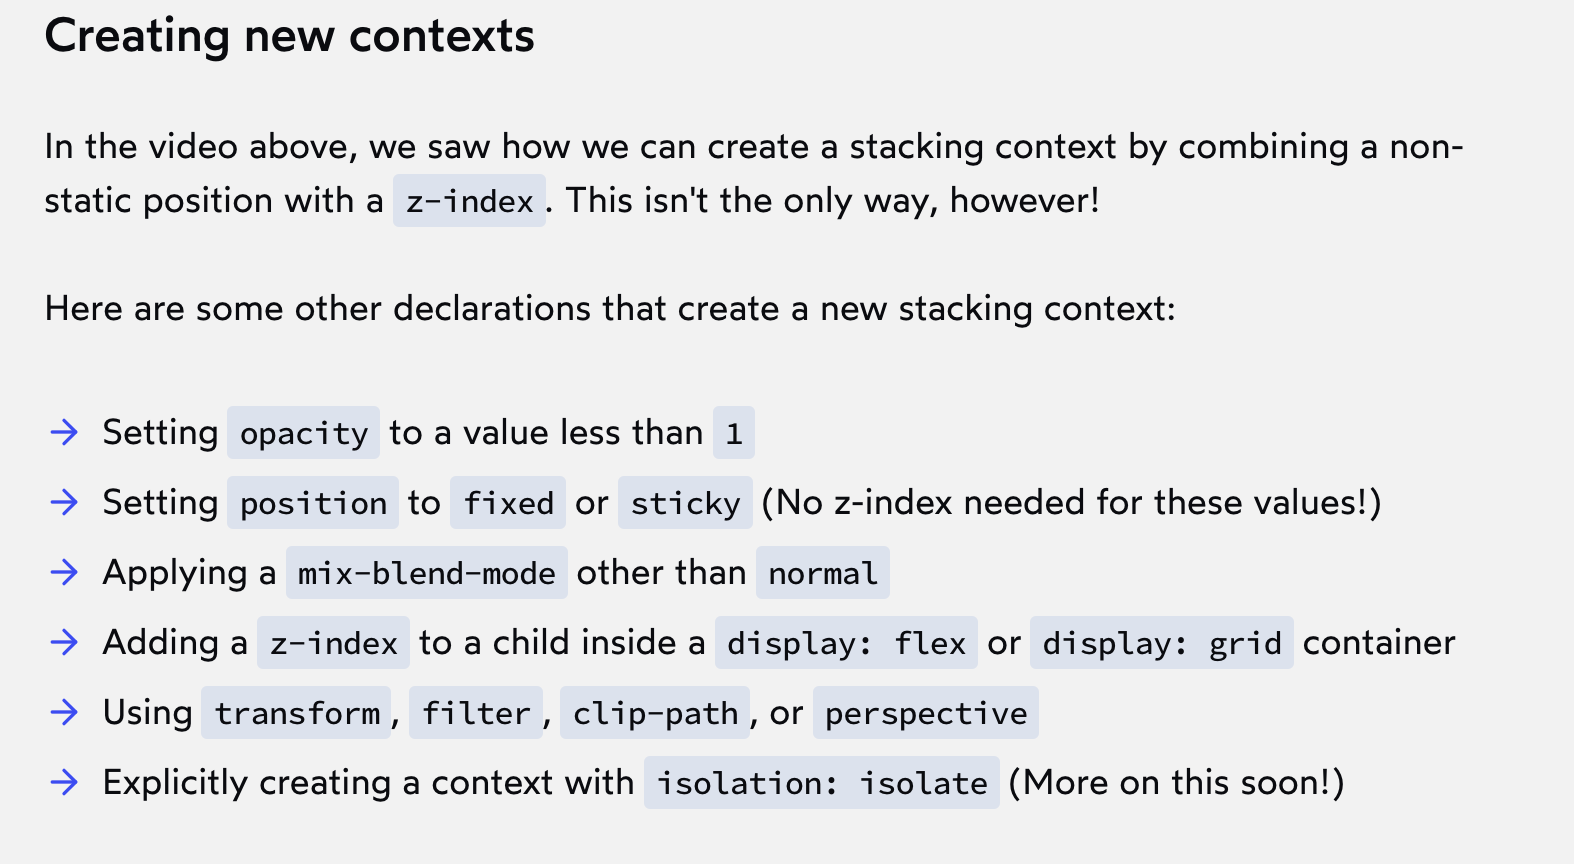 Creating new contexts
In the video above, we saw how we can create a stacking context by combining a non-
static position with a z-index. This isn't the only way, however!
Here are some other declarations that create a new stacking context:
→ Setting opacity to a value less than 1
→ Setting position to fixed or sticky (No z-index needed for these values!)
→ Applying a mix-blend-mode other than normal
→ Adding a z-index to a child inside a display: flex or display: grid container
→ Using transform, filter, clip-path, or perspective
→ Explicitly creating a context with isolation: isolate (More on this soon!)